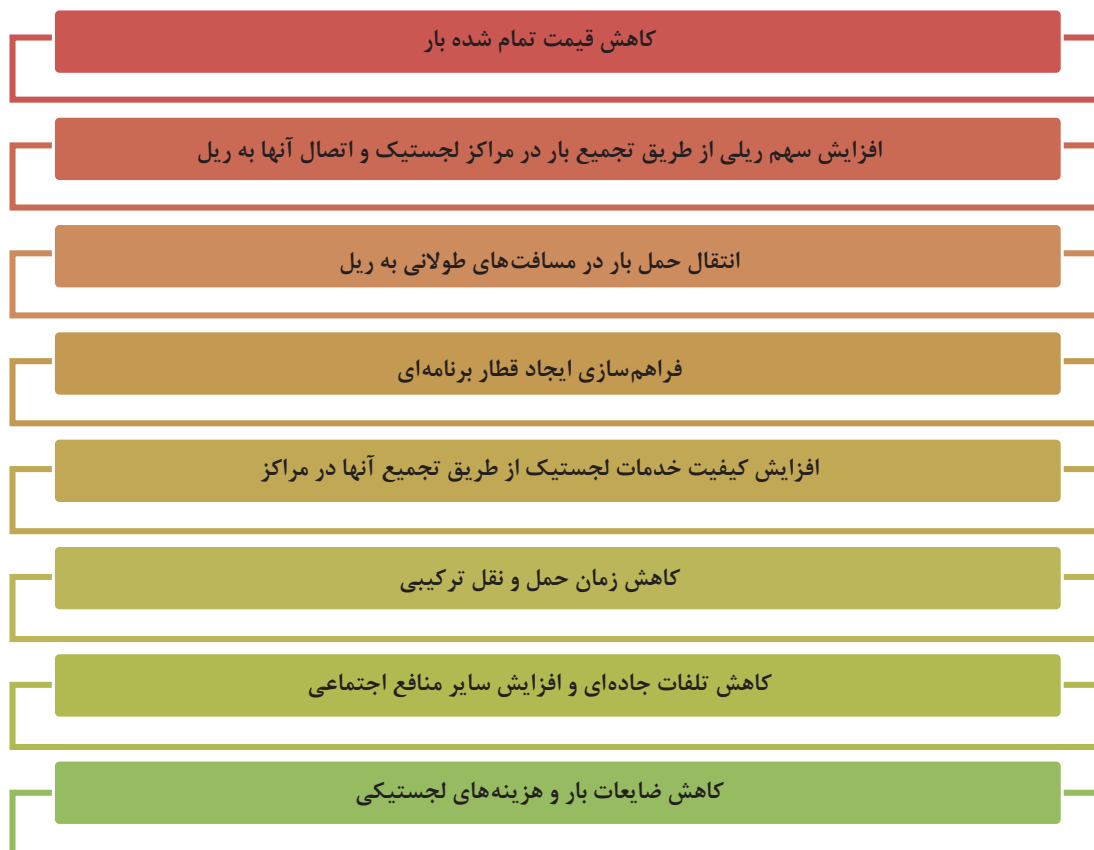 کاهش قیمت تمام شده بار
افزایش سهم ریلی از طریق تجمیع بار در مراکز لجستیک و اتصال آنها به ریل
انتقال حمل بار در مسافت‌های طولانی به ریل
فراهم‌سازی ایجاد قطار برنامه‌ای
افزایش کیفیت خدمات لجستیک از طریق تجمیع آنها در مراکز
کاهش زمان حمل و نقل ترکیبی
کاهش تلفات جاده‌ای و افزایش سایر منافع اجتماعی
کاهش ضایعات بار و هزینه‌های لجستیکی